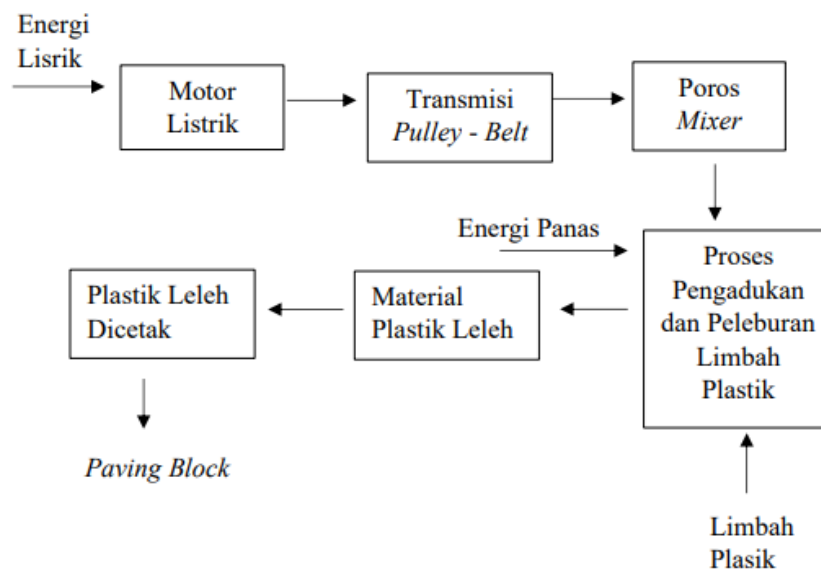 Energi
Lisrik
Motor
Listrik
Transmisi
Pulley - Belt
Poros
Mixer
Energi Panas
Proses
Pengadukan
dan Peleburan
Limbah
Plastik
Material
Plastik Leleh
Plastik Leleh
Dicetak
Paving Block
Limbah
Plasik